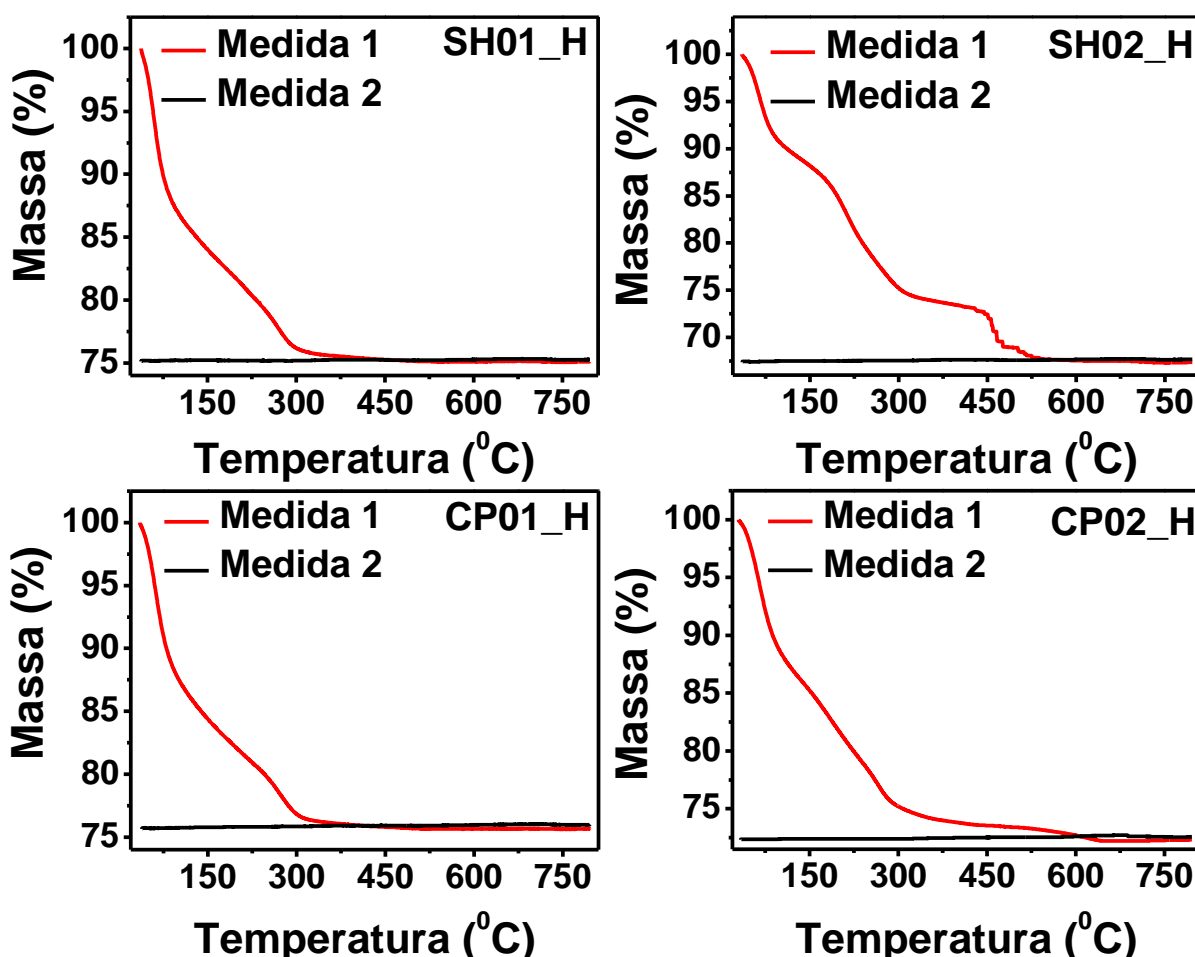 SH01_H
Medida 1
Medida 2
Massa (%)
100
95
90
85
80
75
150 300 450 600 750
Temperatura (⁰C)
SH02_H
Medida 1
Medida 2
Massa (%)
100
95
90
85
80
75
70
150 300 450 600 750
Temperatura (⁰C)
CP01_H
Medida 1
Medida 2
Massa (%)
100
95
90
85
80
75
150 300 450 600 750
Temperatura (⁰C)
CP02_H
Medida 1
Medida 2
Massa (%)
100
95
90
85
80
75
150 300 450 600 750
Temperatura (⁰C)